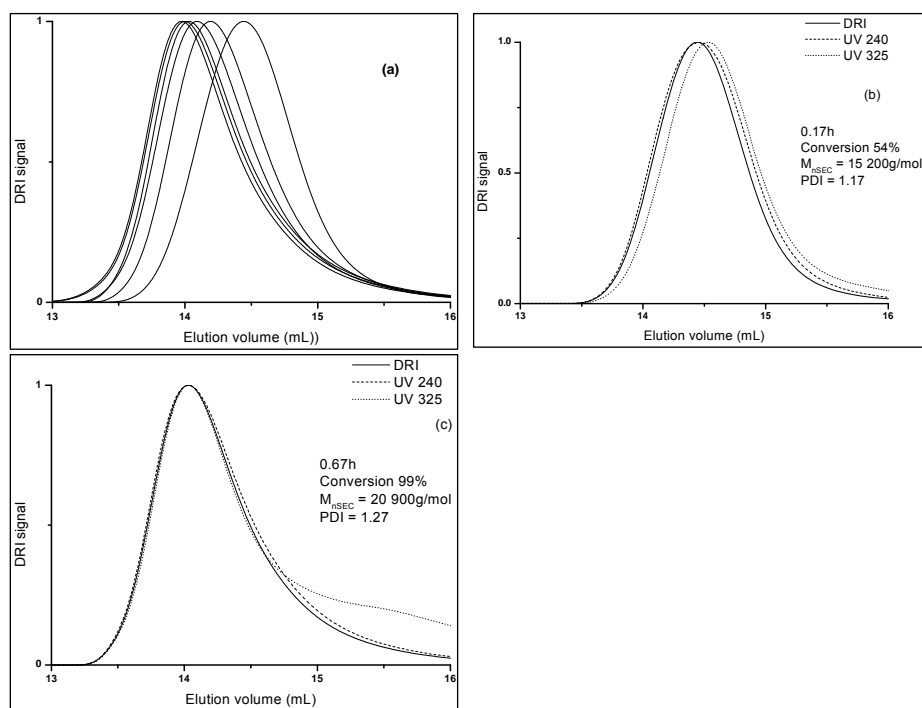 1
(a)
DRI signal
1
0
13
14
15
16
Elution volume (mL))
DRI
UV 240
UV 325
(b)
1.0
0.17h
Conversion 54%
MnSEC = 15 200g/mol
PDI = 1.17
DRI signal
0.5
0.0
13
14
15
16
Elution volume (mL)
DRI
UV 240
UV 325
(c)
1
0.67h
Conversion 99%
MnSEC = 20 900g/mol
PDI = 1.27
DRI signal
0
13
14
15
16
Elution volume (mL)